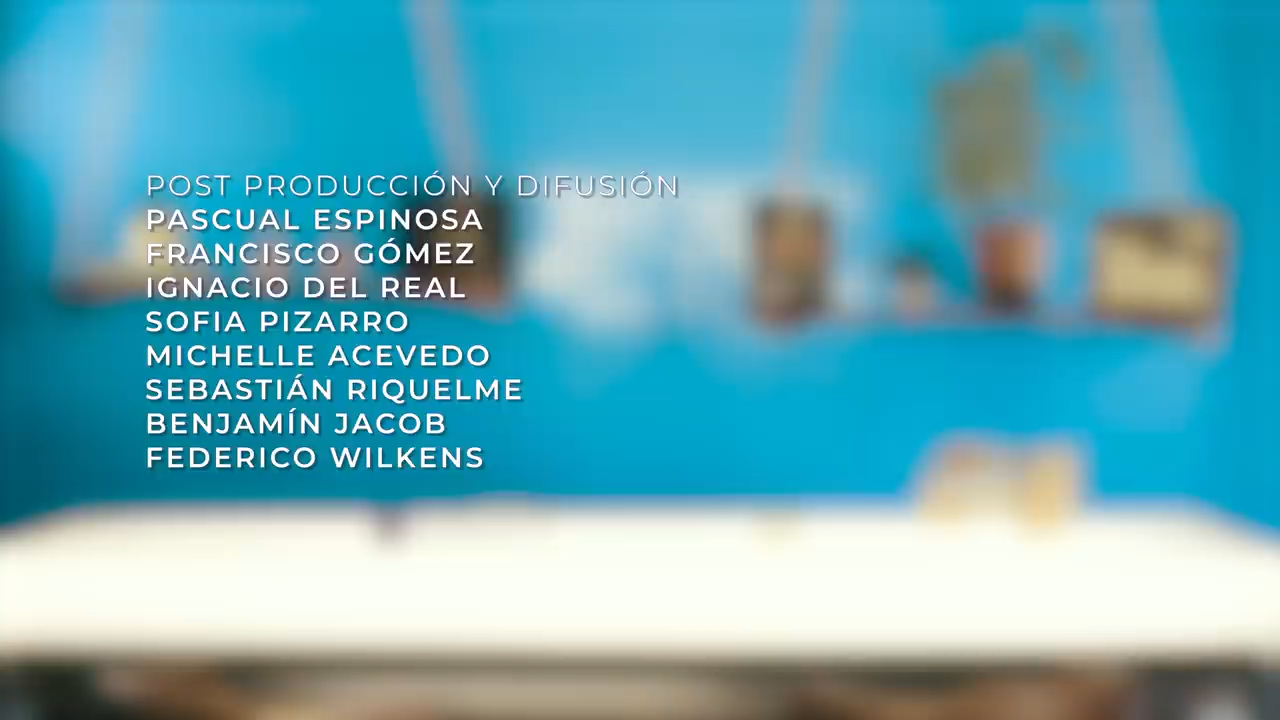 POST PRODUCCIÓN Y DIFUSIÓN
PASCUAL ESPINOSA
FRANCISCO GÓMEZ
IGNACIO DEL REAL
SOFIA PIZARRO
MICHELLE ACEVEDO
SEBASTIÁN RIQUELME
BENJAMÍN JACOB
FEDERICO WILKENS